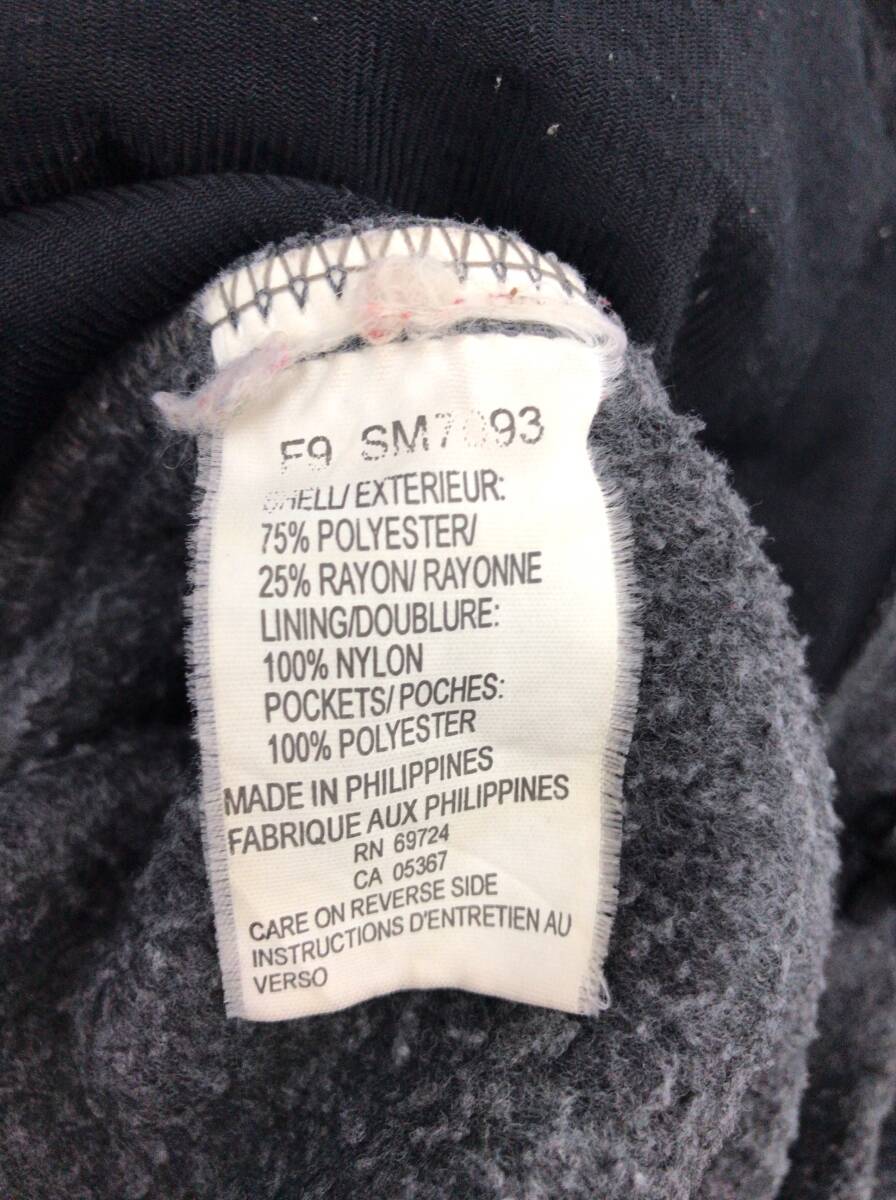 F9 SM7093
SHELL/EXTERIEUR:
75% POLYESTER/
25% RAYON/RAYONNE
LINING/DOUBLURE:
100% NYLON
POCKETS/POCHES:
100% POLYESTER
MADE IN PHILIPPINES
FABRIQUE AUX PHILIPPINES
RN 69724
CA 05367
CARE ON REVERSE SIDE
INSTRUCTIONS D'ENTRETIEN AU
VERSO